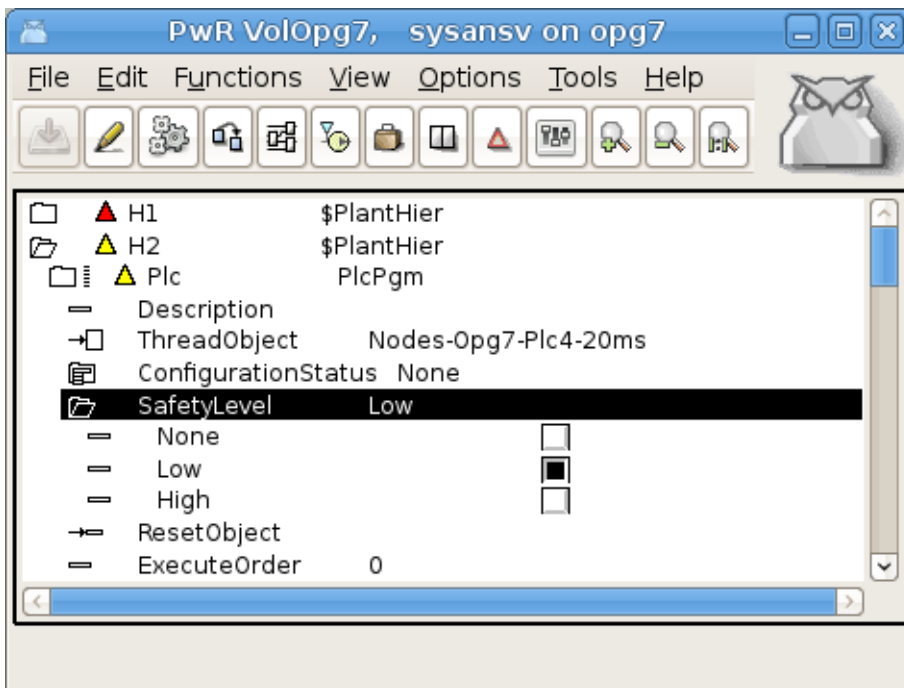 PwR VolOpg7, sysansv on opg7
File Edit Functions View Options Tools Help
H1 $PlantHier
H2 $PlantHier
Plc PlcPgm
Description
ThreadObject Nodes-Opg7-Plc4-20ms
ConfigurationStatus None
SafetyLevel Low
None
Low
High
ResetObject
ExecuteOrder 0